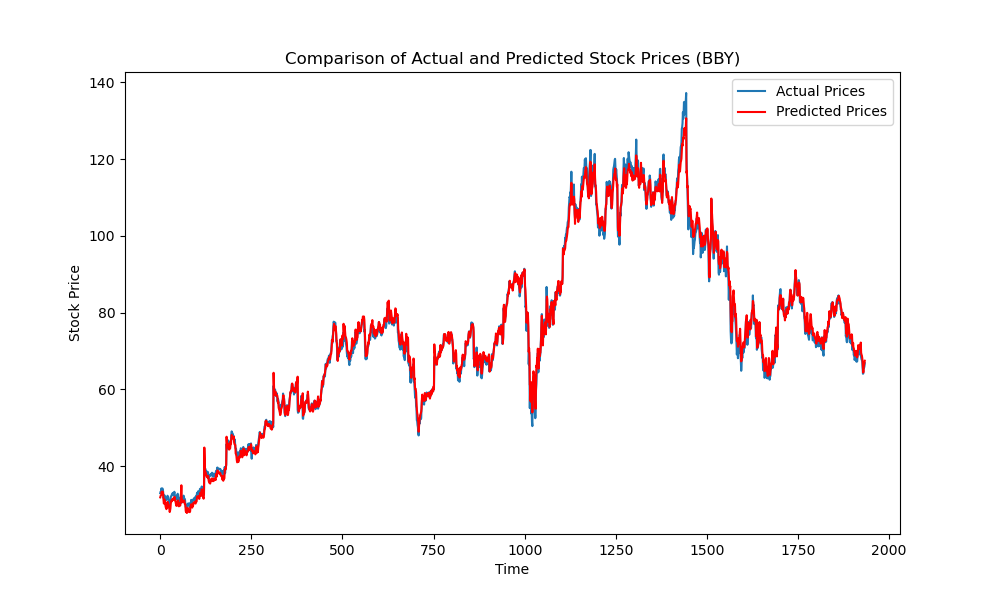 Comparison of Actual and Predicted Stock Prices (BBY)
Actual Prices
Predicted Prices
Stock Price
140
120
100
80
60
40
0 250 500 750 1000 1250 1500 1750 2000
Time